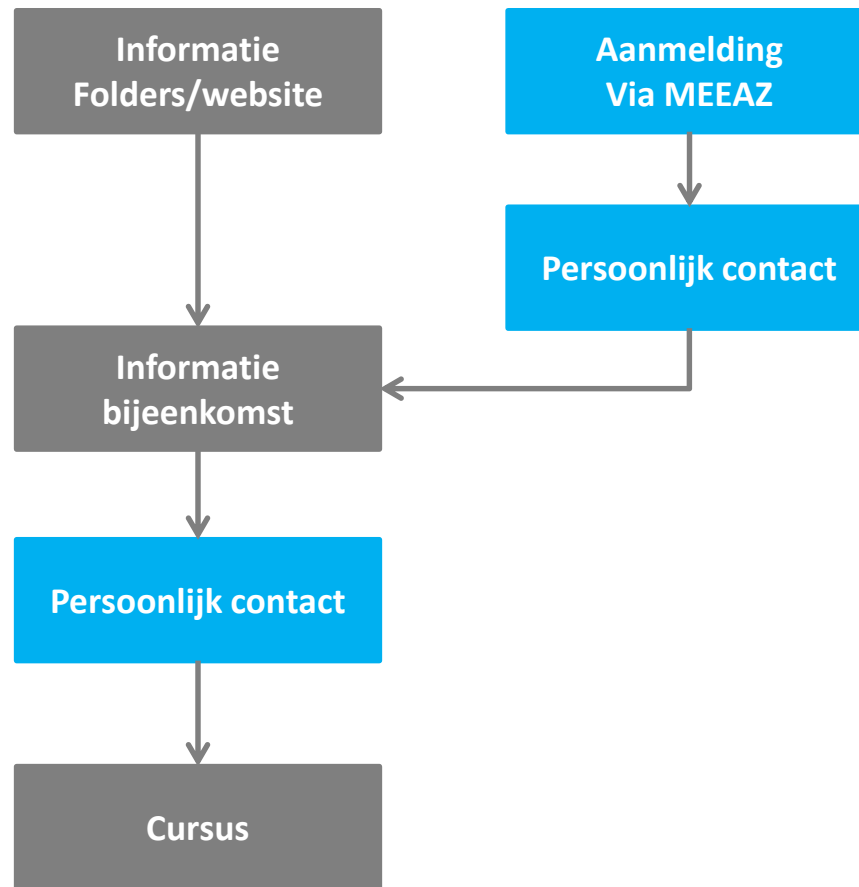 Informatie
Folders/website
Aanmelding
Via MEEAZ
Persoonlijk contact
Informatie
bijeenkomst
Persoonlijk contact
Cursus